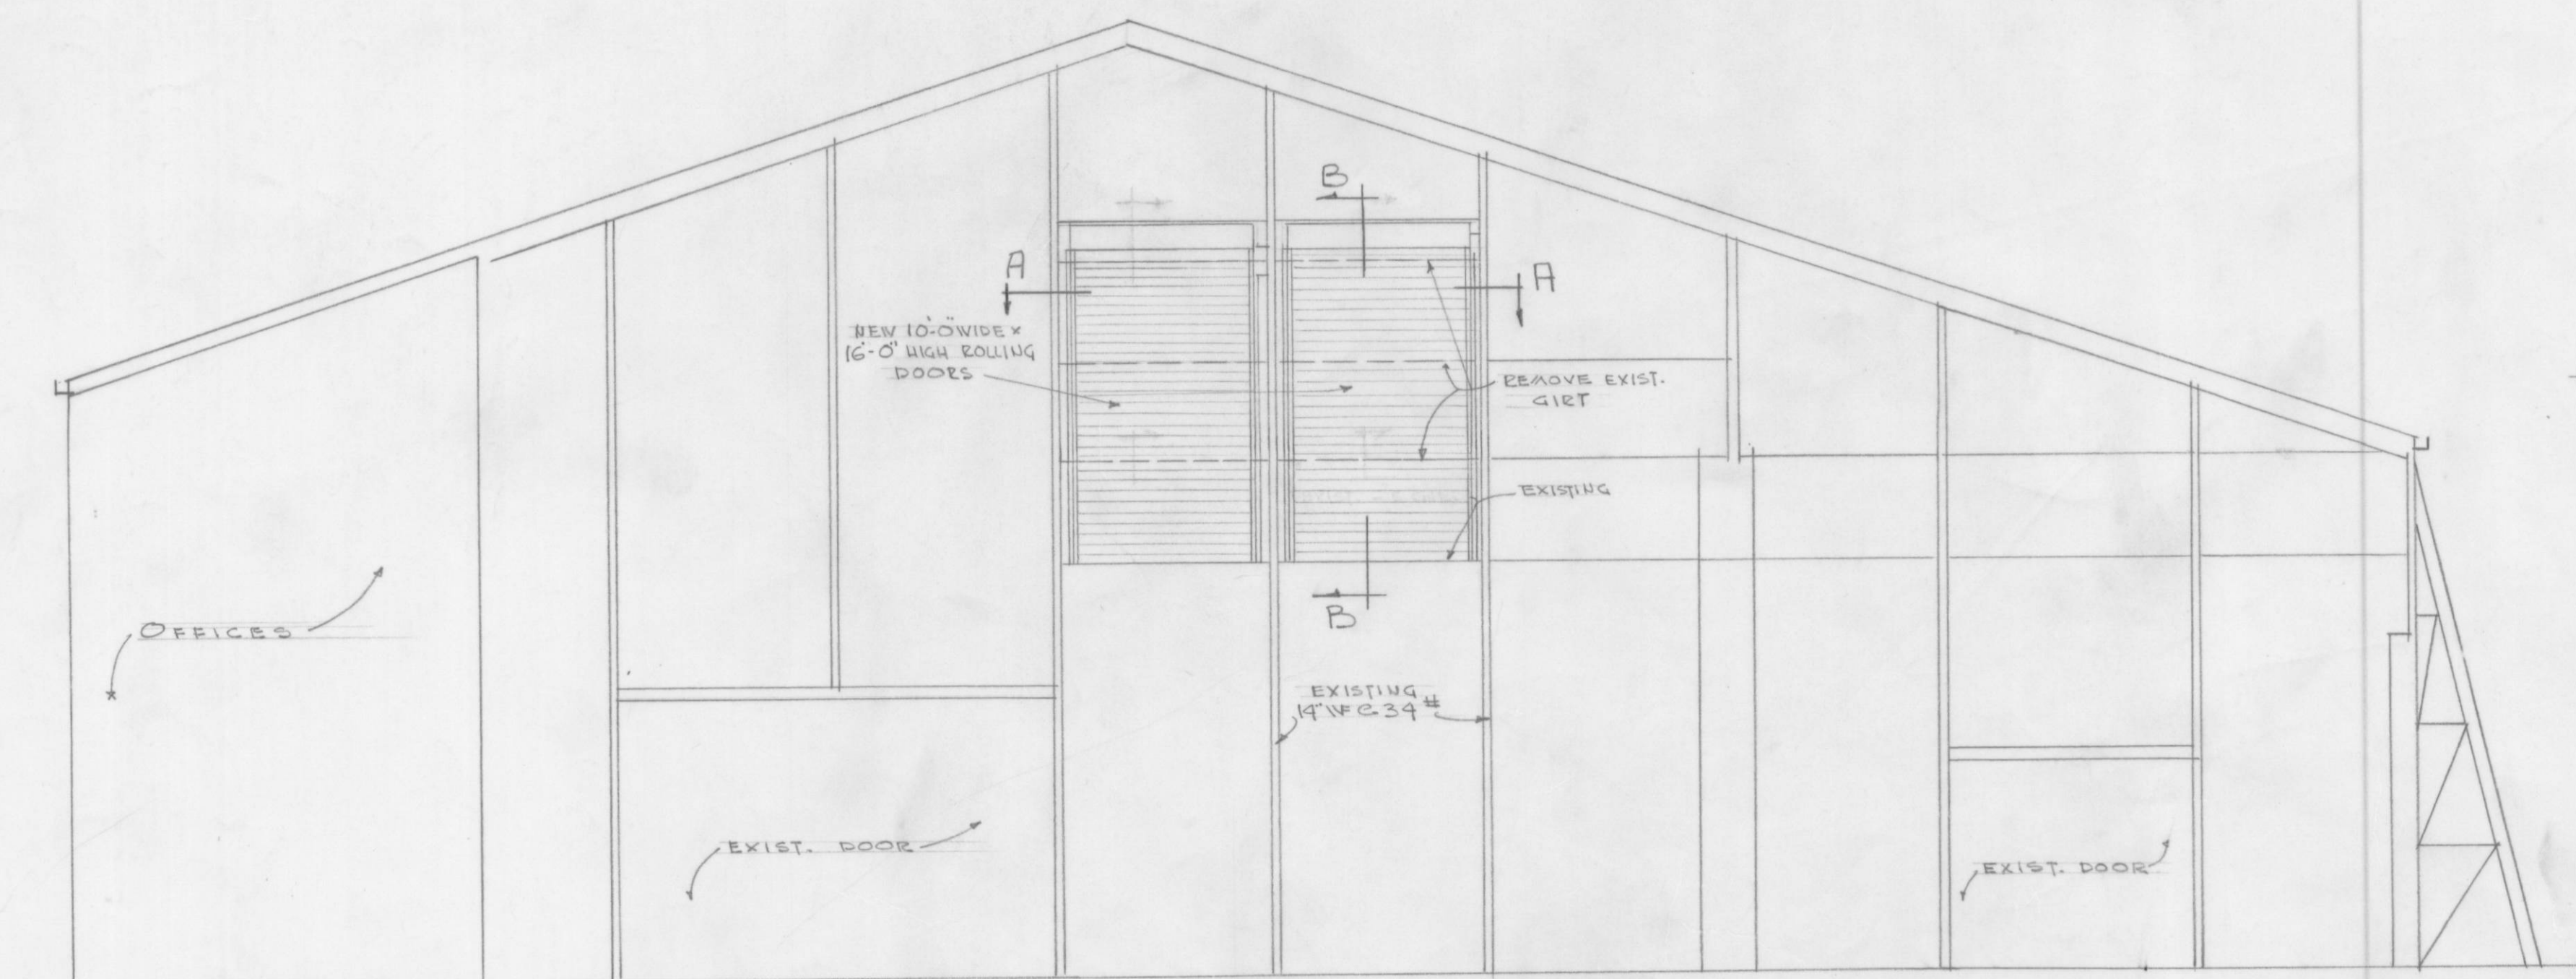 B
A
A
NEW 10'-0" WIDE x
16'-0" HIGH ROLLING
DOORS
REMOVE EXIST.
GIRT
EXISTING
B
OFFICES
EXISTING
14" WF @ 34#
EXIST. DOOR
EXIST. DOOR